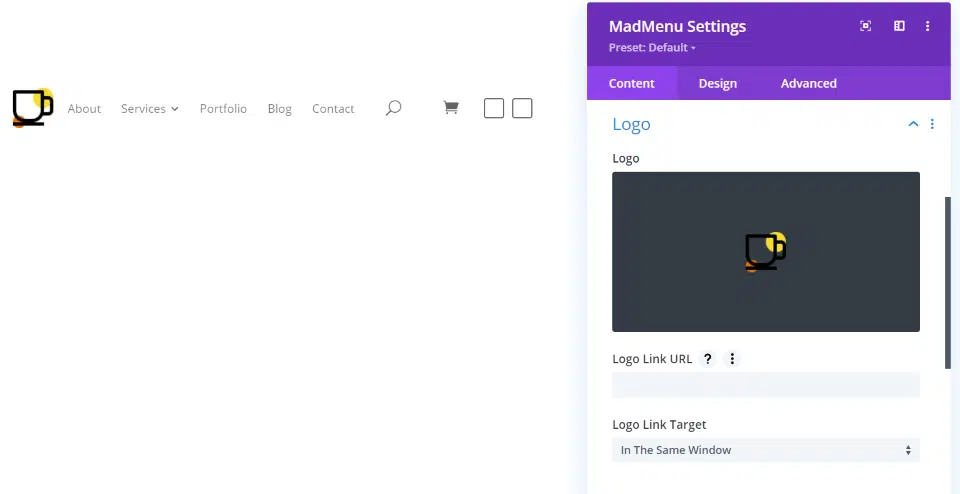 About Services Portfolio Blog Contact
MadMenu Settings
Preset: Default
Content Design Advanced
Logo
Logo
Logo Link URL ?
Logo Link Target
In The Same Window